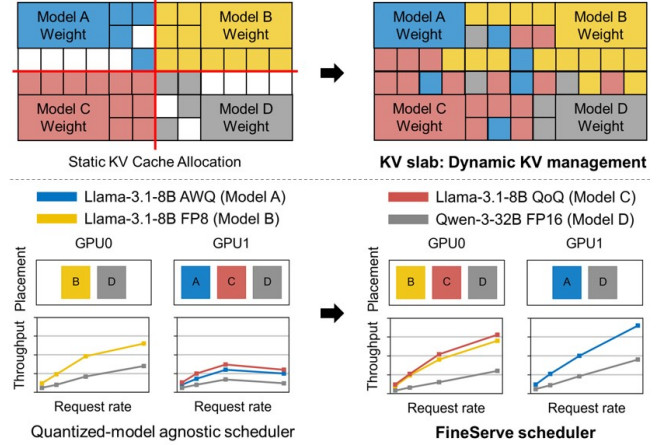 Model A
Weight
Model B
Weight
Model C
Weight
Model D
Weight
Static KV Cache Allocation
Model A
Weight
Model B
Weight
Model C
Weight
Model D
Weight
KV slab: Dynamic KV management
Llama-3.1-8B AWQ (Model A)
Llama-3.1-8B FP8 (Model B)
Llama-3.1-8B QoQ (Model C)
Qwen-3-32B FP16 (Model D)
GPU0
GPU1
Placement
B
D
A
C
D
Throughput
Request rate
Request rate
Quantized-model agnostic scheduler
GPU0
GPU1
Placement
B
C
D
A
D
Throughput
Request rate
Request rate
FineServe scheduler